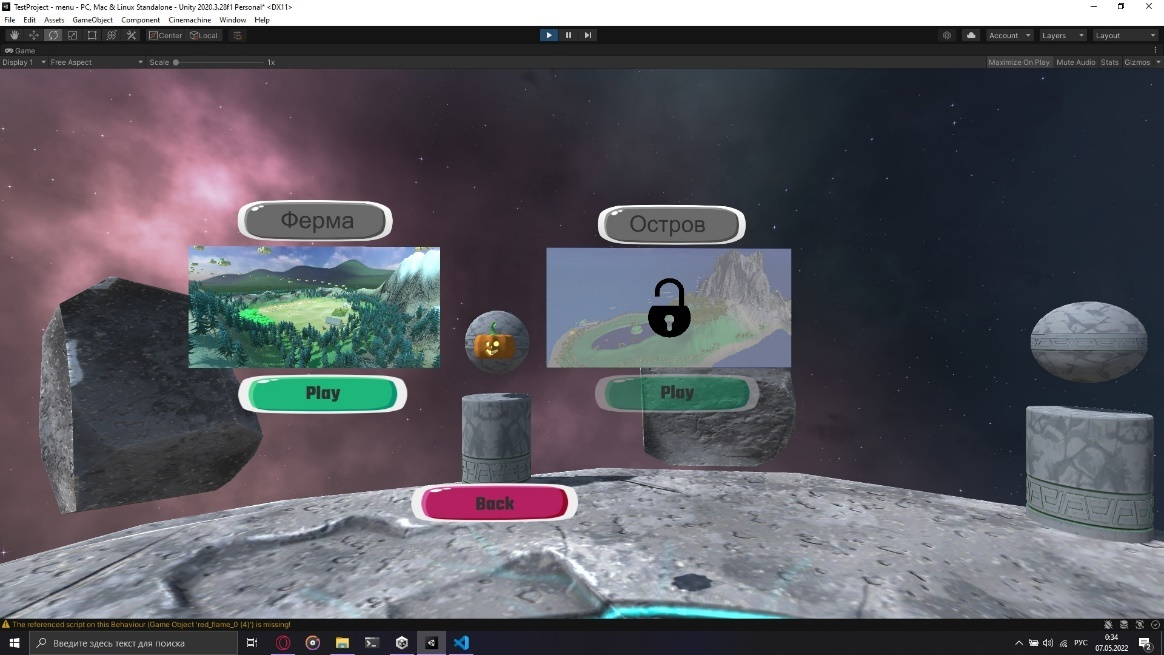 TestProject - menu - PC, Mac & Linux Standalone - Unity 2020.3.28f1 Personal* <DX11>
File Edit Assets GameObject Component Cinemachine Window Help
Center Local Account Layers Layout
Game
Display 1 Free Aspect Scale 1x Maximize On Play Mute Audio Stats Gizmos
Ферма Остров
Play Play
Back
The referenced script on this Behaviour (Game Object 'red_flame_0 (4)') is missing!
Введите здесь текст для поиска РУС 0:34
07.05.2022 2